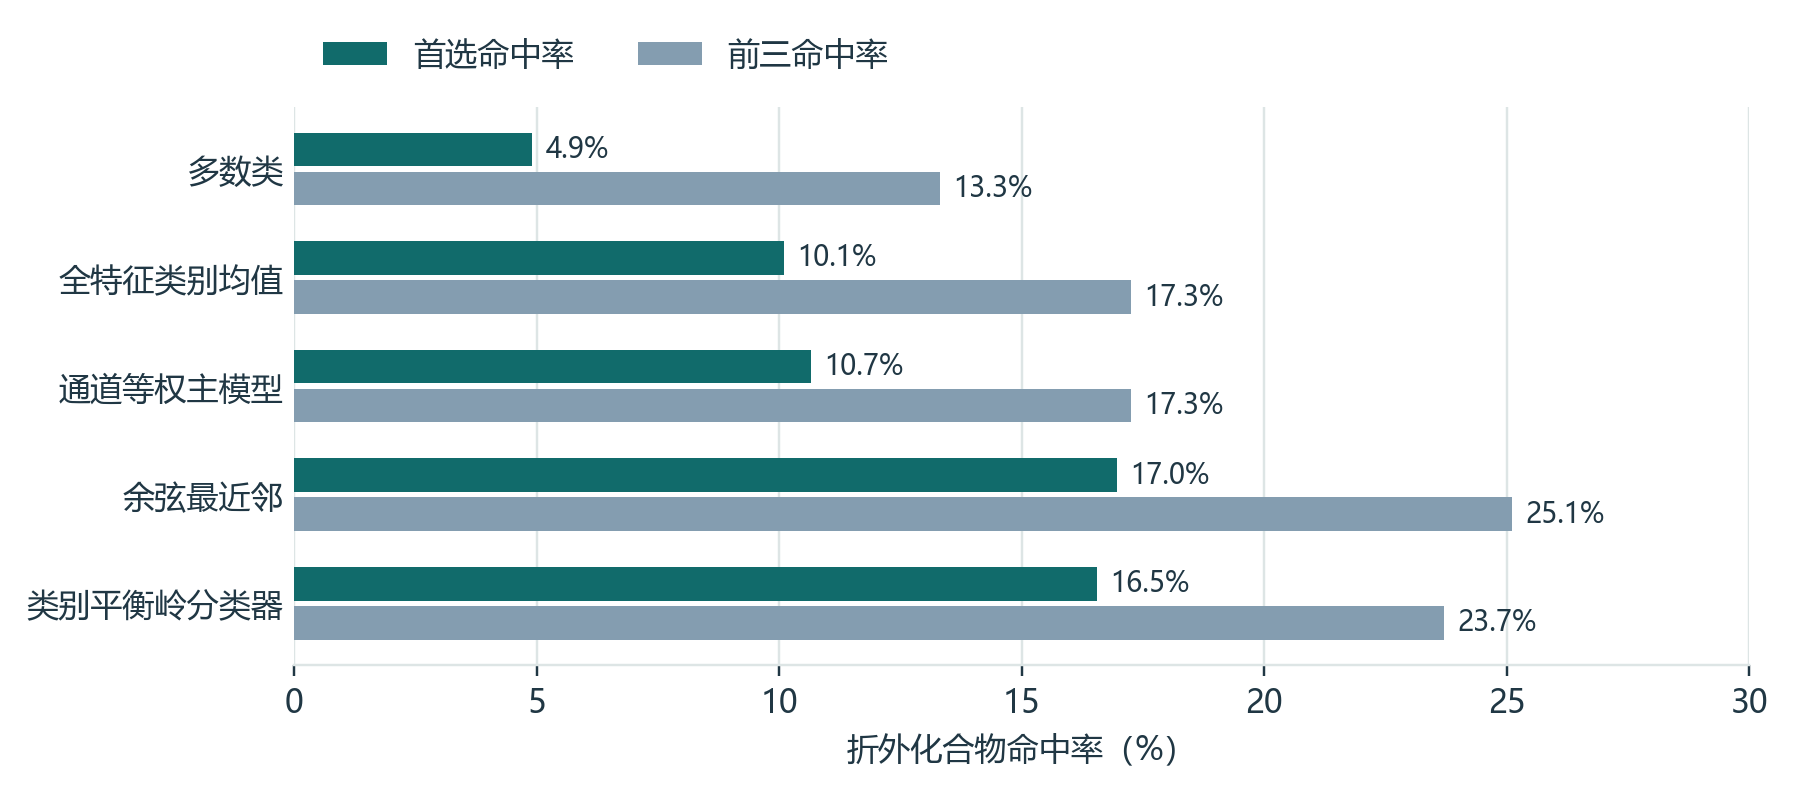 首选命中率 前三命中率
多数类
4.9%
13.3%
全特征类别均值
10.1%
17.3%
通道等权主模型
10.7%
17.3%
余弦最近邻
17.0%
25.1%
类别平衡岭分类器
16.5%
23.7%
0 5 10 15 20 25 30
折外化合物命中率（%）